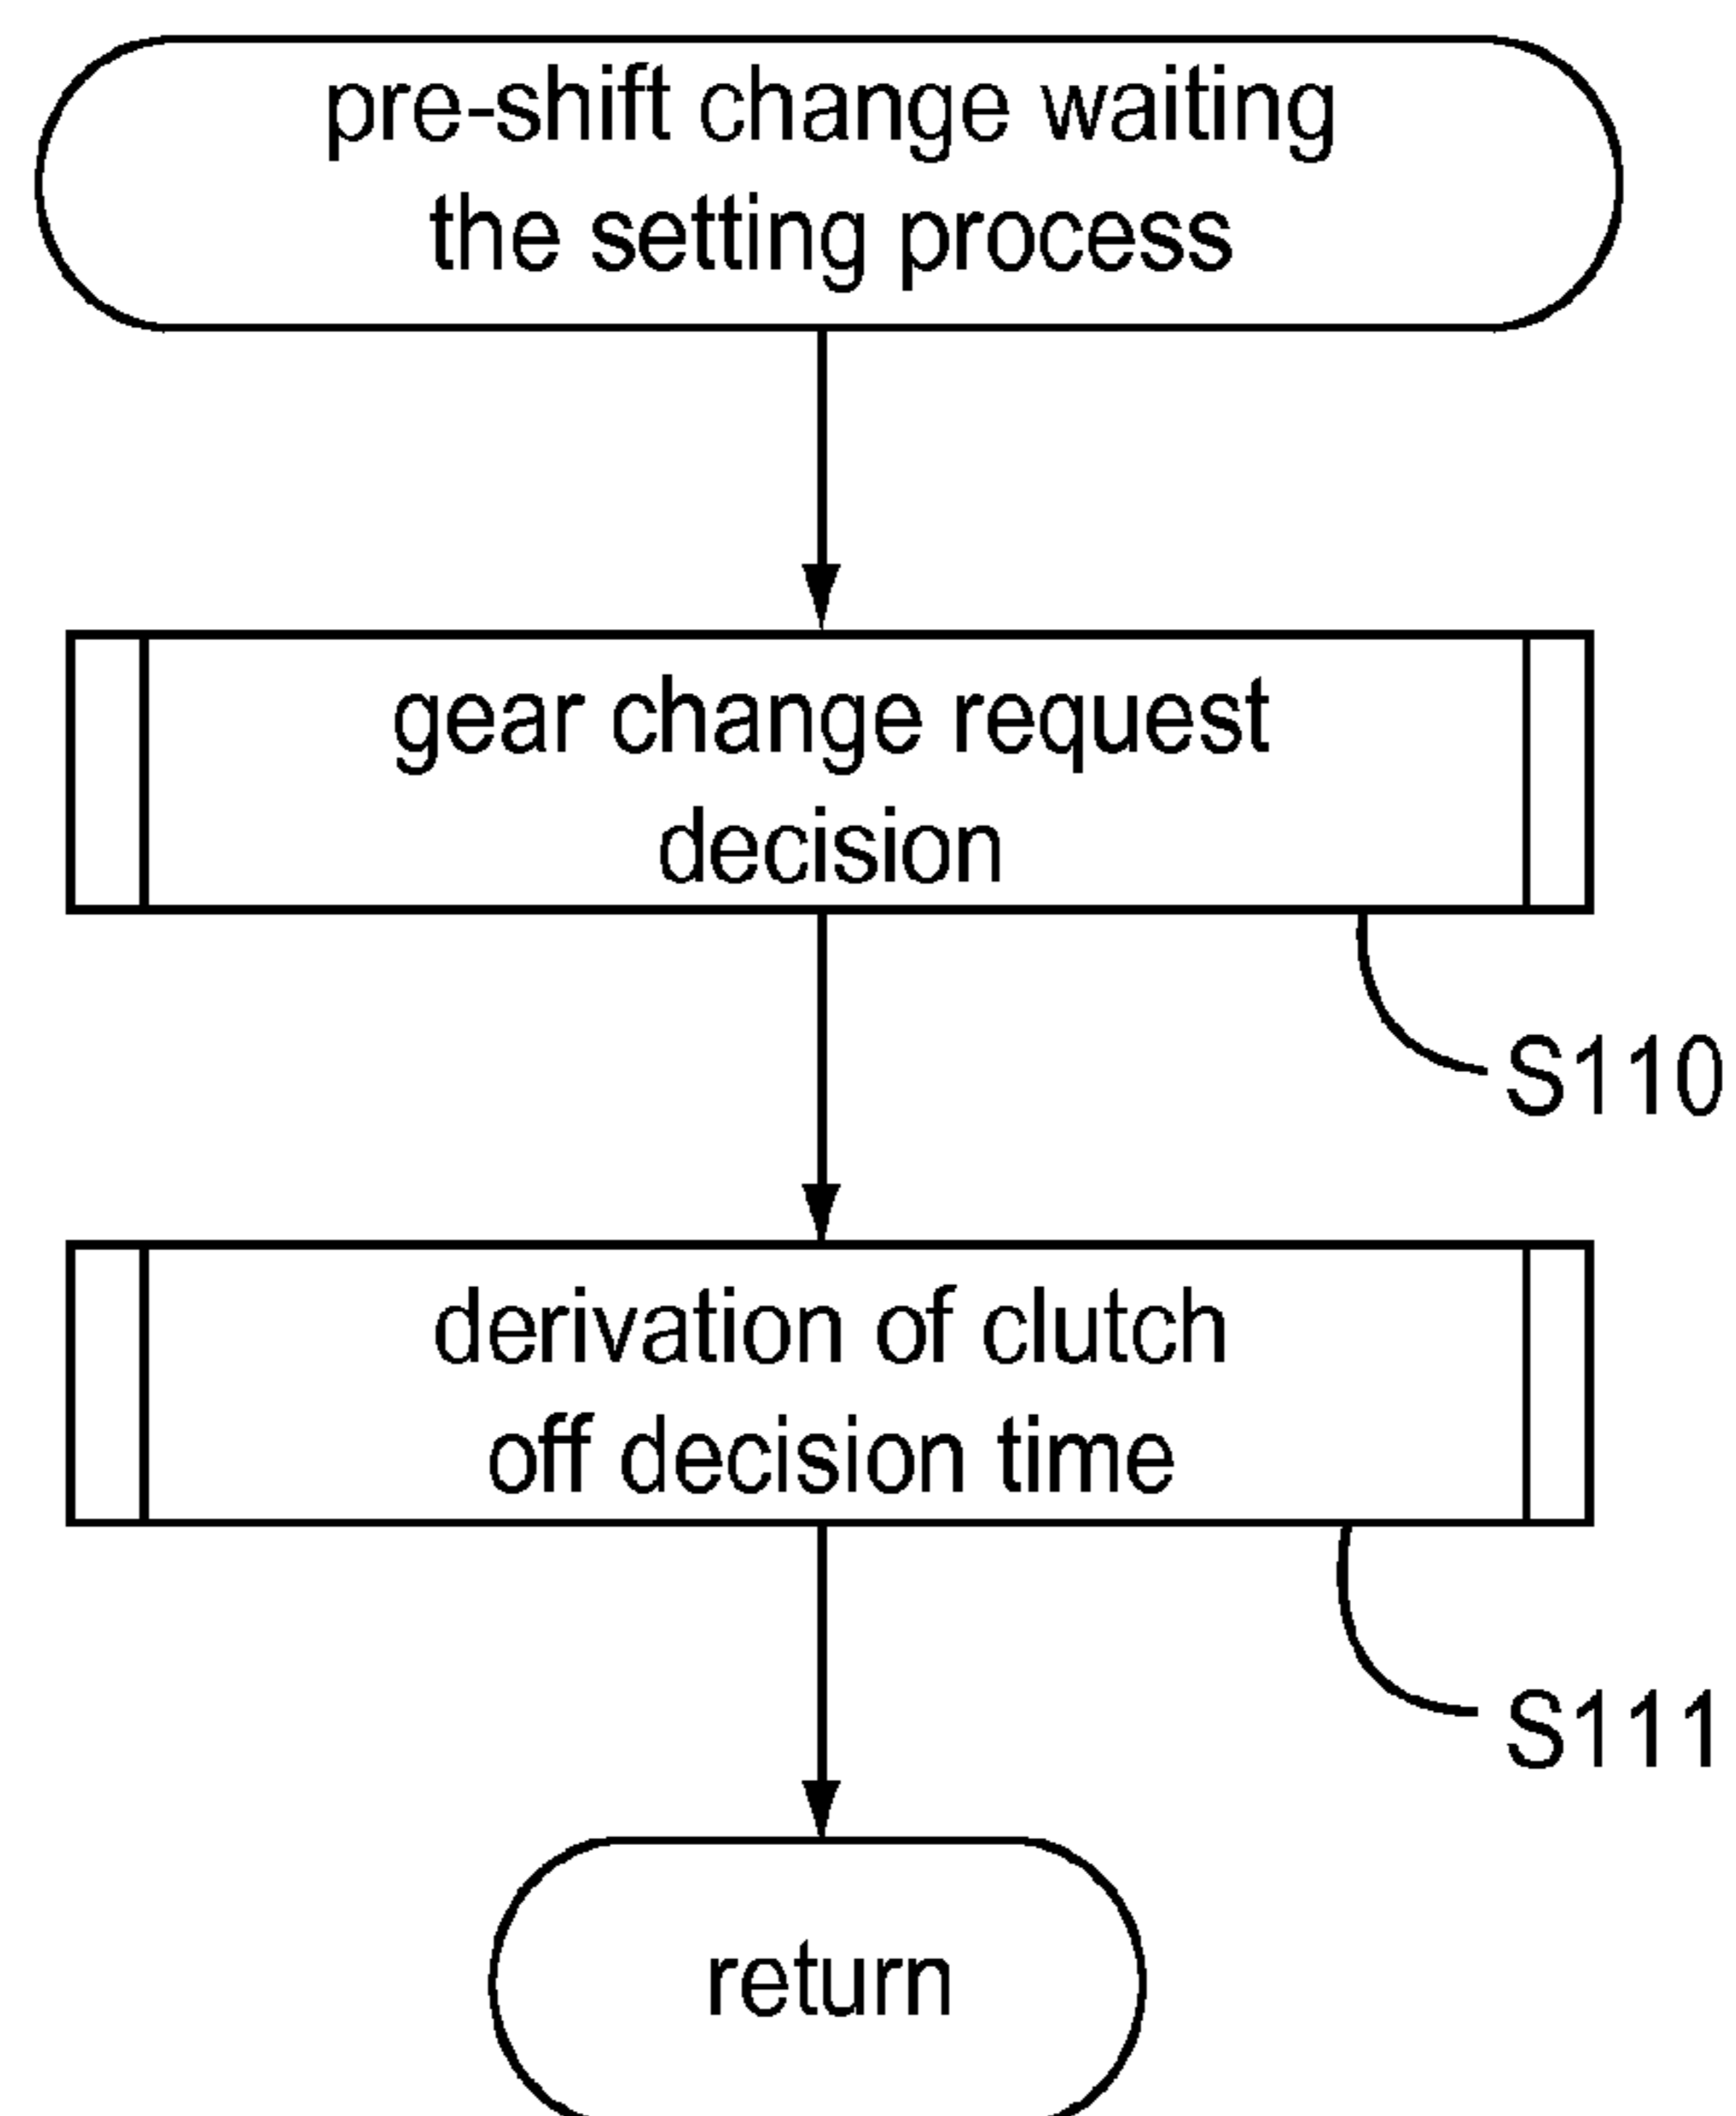 pre-shift change waiting
the setting process
gear change request
decision
S110
derivation of clutch
off decision time
S111
return